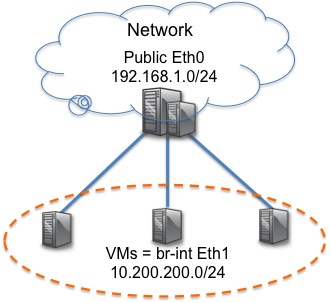 Network
Public Eth0
192.168.1.0/24
VMs = br-int Eth1
10.200.200.0/24